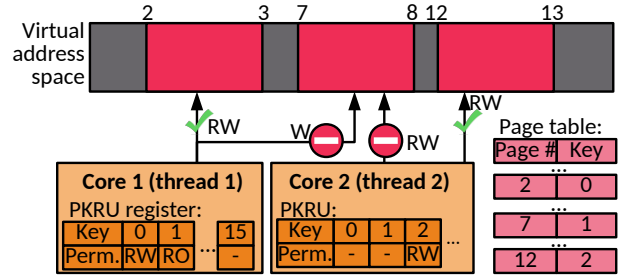 Virtual address space
2 3 7 8 12 13
RW W RW RW
Core 1 (thread 1)
PKRU register:
Key 0 1 ... 15
Perm. RW RO -
Core 2 (thread 2)
PKRU:
Key 0 1 2 ...
Perm. - - RW
Page table:
Page # Key
...
2 0
...
7 1
...
12 2